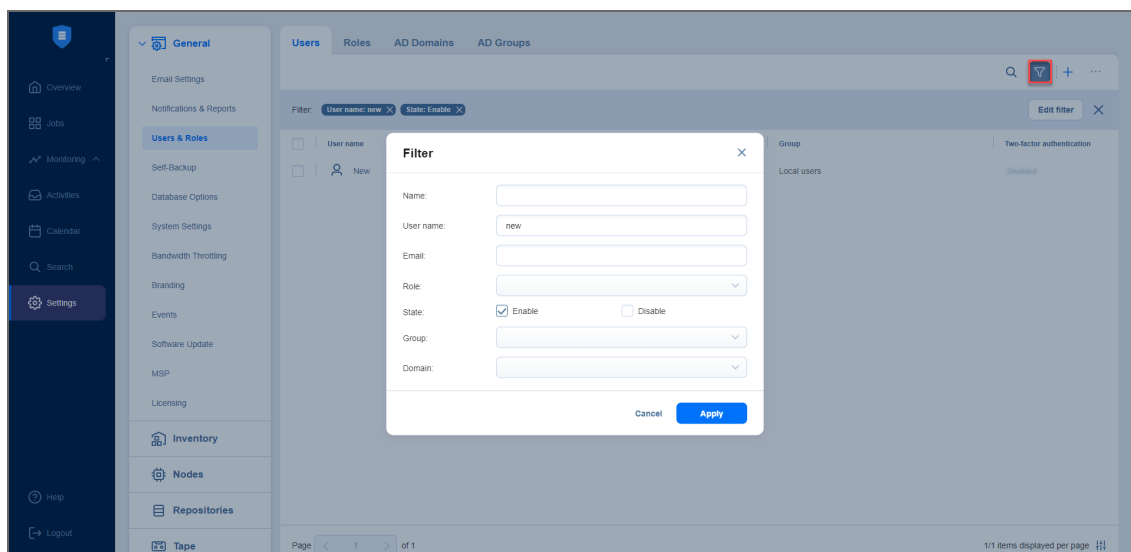 Overview
Jobs
Monitoring
Activities
Calendar
Search
Settings
Help
Logout
General
Email Settings
Notifications & Reports
Users & Roles
Self-Backup
Database Options
System Settings
Bandwidth Throttling
Branding
Events
Software Update
MSP
Licensing
Inventory
Nodes
Repositories
Tape
Users Roles AD Domains AD Groups
Filter: User name: new State: Enable Edit filter
User name Group Two-factor authentication
New Local users Disabled
Filter
Name:
User name: new
Email:
Role:
State: Enable Disable
Group:
Domain:
Cancel Apply
Page 1 of 1 1/1 items displayed per page